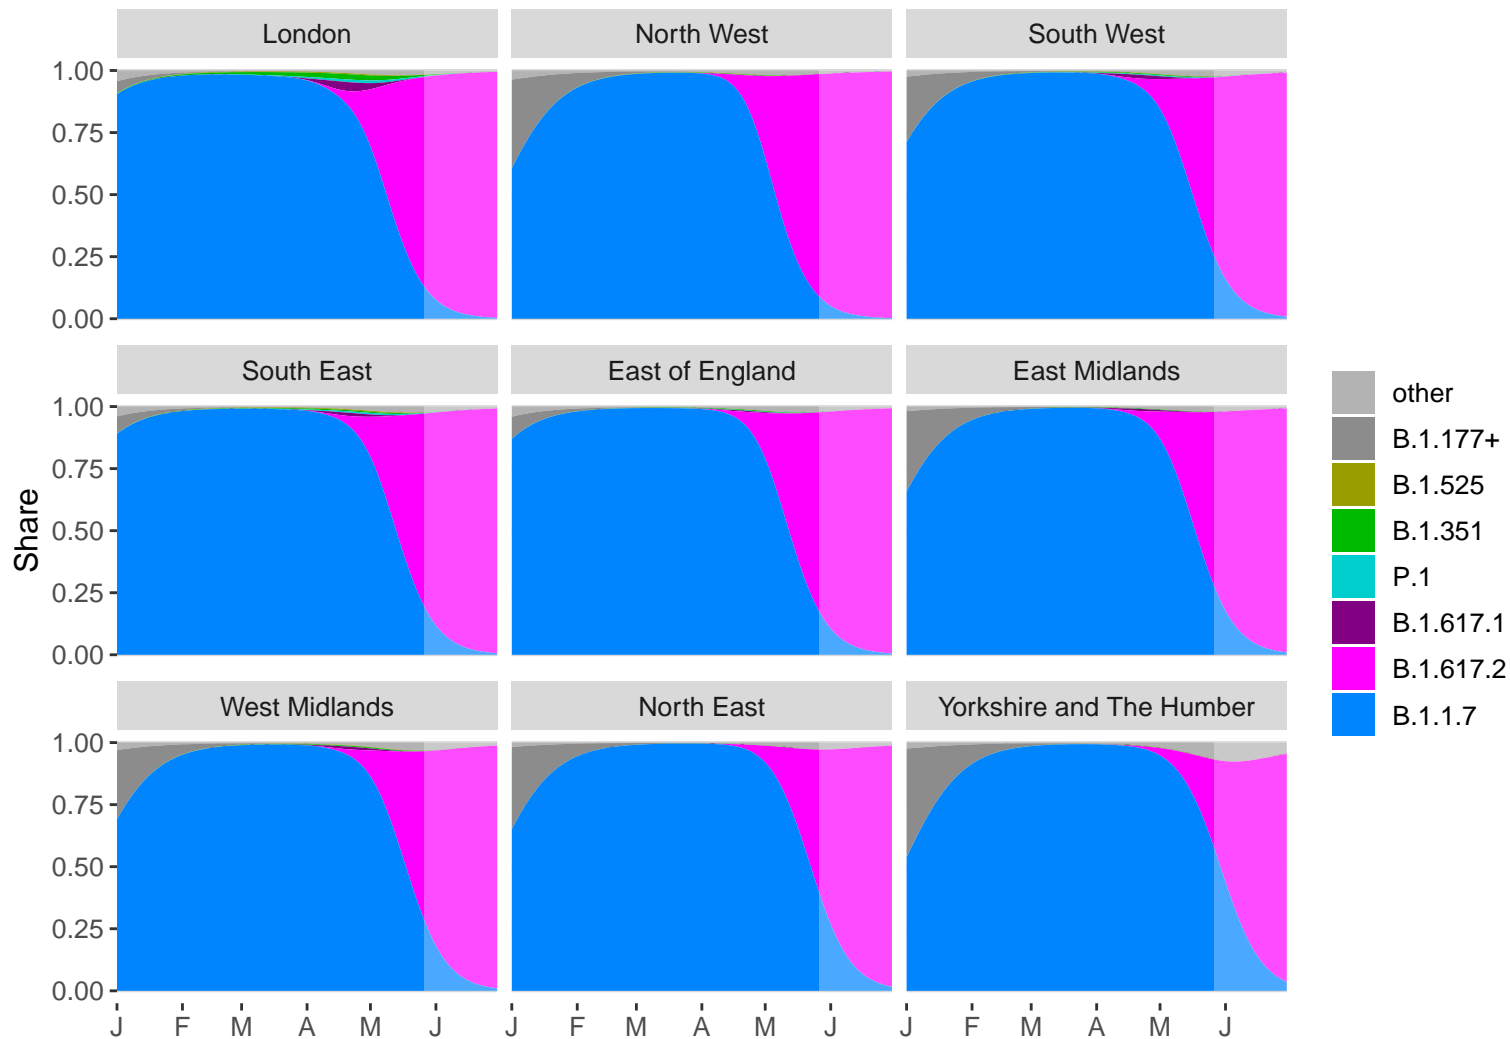 London
North West
South West
1.00
0.75
0.50
0.25
0.00
South East
East of England
East Midlands
1.00
0.75
0.50
0.25
0.00
Share
West Midlands
North East
Yorkshire and The Humber
1.00
0.75
0.50
0.25
0.00
J F M A M J
J F M A M J
J F M A M J
other
B.1.177+
B.1.525
B.1.351
P.1
B.1.617.1
B.1.617.2
B.1.1.7